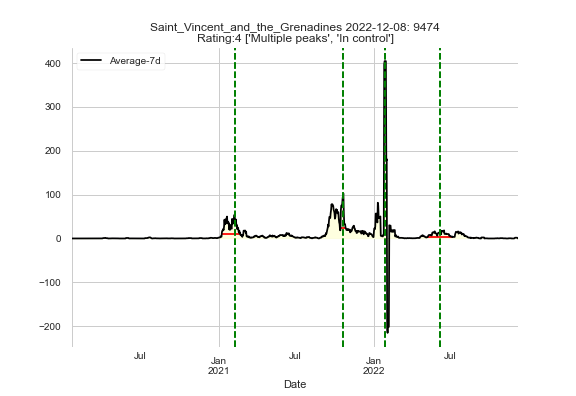 Saint_Vincent_and_the_Grenadines 2022-12-08: 9474
Rating:4 ['Multiple peaks', 'In control']
Average-7d
400
300
200
100
0
−100
−200
Jul
Jan
2021
Jul
Jan
2022
Jul
Date